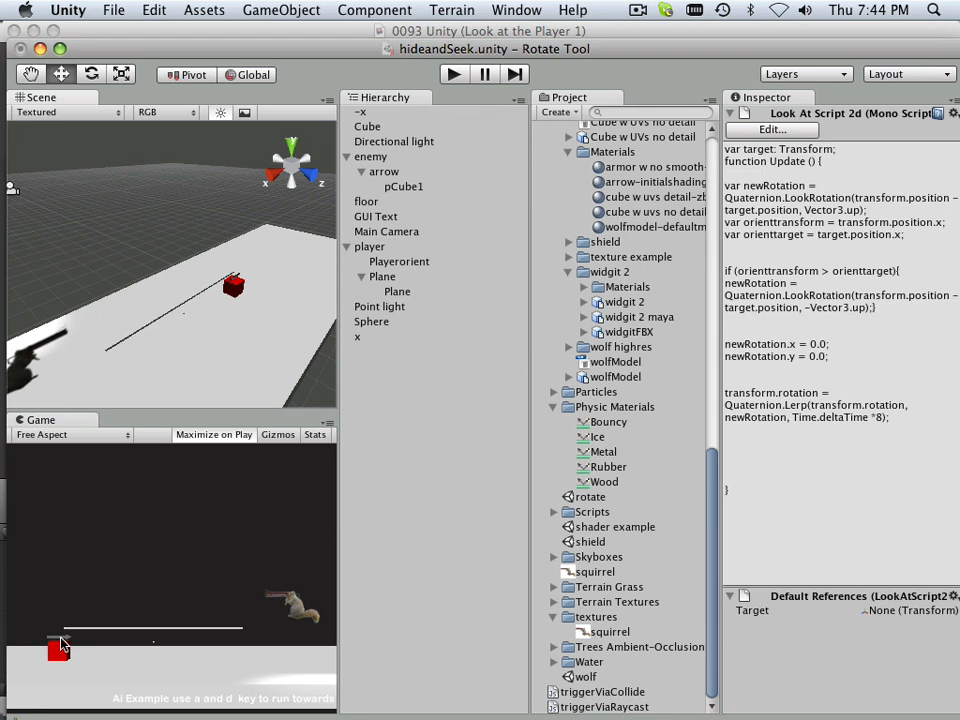 Unity File Edit Assets GameObject Component Terrain Window Help Thu 7:44 PM
0093 Unity (Look at the Player 1)
hideandSeek.unity - Rotate Tool
Pivot Global Layers Layout
Scene
Textured RGB
y
x z
Hierarchy
-x
Cube
Directional light
enemy
arrow
pCube1
floor
GUI Text
Main Camera
player
Playerorient
Plane
Plane
Point light
Sphere
x
Game
Free Aspect Maximize on Play Gizmos Stats
Ai Example use a and d key to run towards
Project
Create
Cube w UVs no detail
Cube w UVs no detail
Materials
armor w no smooth-
arrow-initialshading
cube w uvs detail-zb
cube w uvs no detai
wolfmodel-defaultm
shield
texture example
widgit 2
Materials
widgit 2
widgit 2 maya
widgitFBX
wolf highres
wolfModel
wolfModel
Particles
Physic Materials
Bouncy
Ice
Metal
Rubber
Wood
rotate
Scripts
shader example
shield
Skyboxes
squirrel
Terrain Grass
Terrain Textures
textures
squirrel
Trees Ambient-Occlusion
Water
wolf
triggerViaCollide
triggerViaRaycast
Inspector
Look At Script 2d (Mono Script
Edit...
var target: Transform;
function Update () {
var newRotation =
Quaternion.LookRotation(transform.position -
target.position, Vector3.up);
var orienttransform = transform.position.x;
var orienttarget = target.position.x;
if (orienttransform > orienttarget){
newRotation =
Quaternion.LookRotation(transform.position -
target.position, -Vector3.up);}
newRotation.x = 0.0;
newRotation.y = 0.0;
transform.rotation =
Quaternion.Lerp(transform.rotation,
newRotation, Time.deltaTime *8);
}
Default References (LookAtScript2
Target None (Transform)